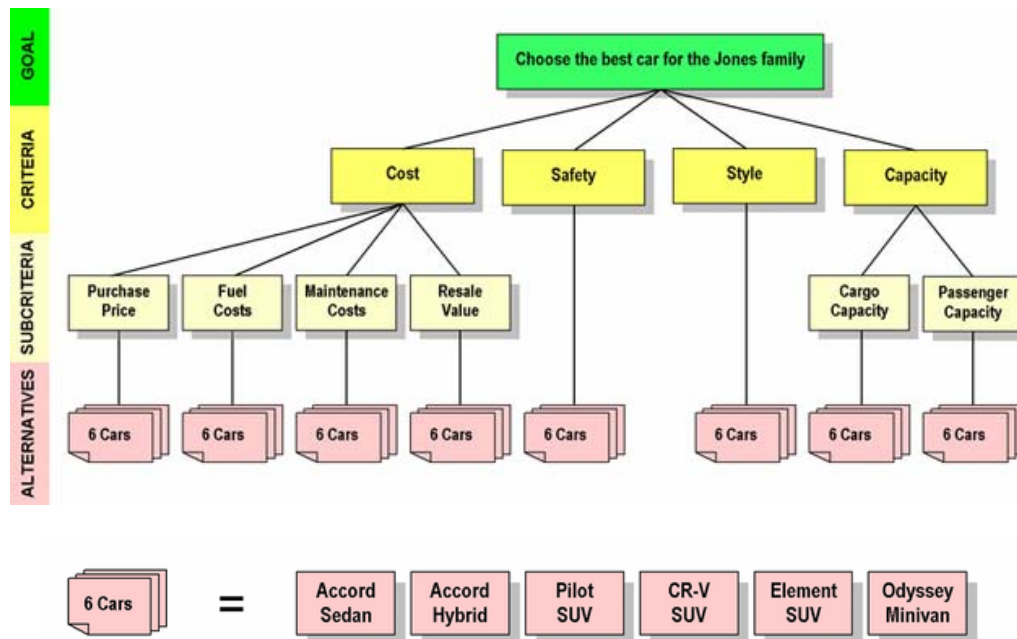 GOAL
Choose the best car for the Jones family
CRITERIA
Cost
Safety
Style
Capacity
SUBCRITERIA
Purchase
Price
Fuel
Costs
Maintenance
Costs
Resale
Value
Cargo
Capacity
Passenger
Capacity
ALTERNATIVES
6 Cars
6 Cars
6 Cars
6 Cars
6 Cars
6 Cars
6 Cars
6 Cars
6 Cars
=
Accord
Sedan
Accord
Hybrid
Pilot
SUV
CR-V
SUV
Element
SUV
Odyssey
Minivan